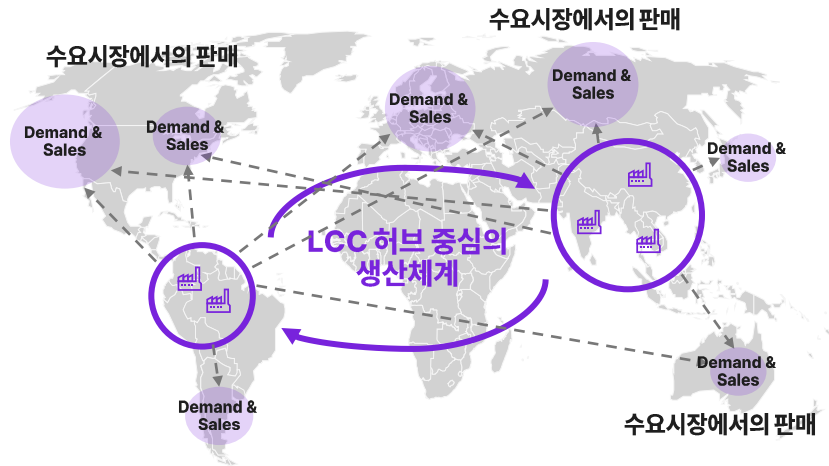 수요시장에서의 판매
수요시장에서의 판매
Demand &
Sales
Demand &
Sales
Demand &
Sales
Demand &
Sales
Demand &
Sales
LCC 허브 중심의
생산체계
Demand &
Sales
Demand &
Sales
수요시장에서의 판매